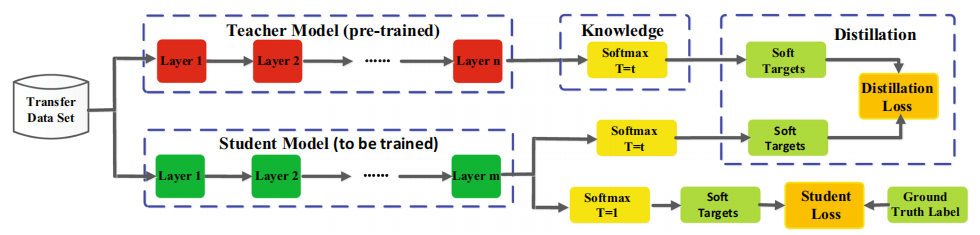 Teacher Model (pre-trained)
Knowledge
Distillation
Layer 1
Layer 2
······
Layer n
Softmax
T=t
Soft
Targets
Transfer
Data Set
Distillation
Loss
Student Model (to be trained)
Softmax
T=t
Soft
Targets
Layer 1
Layer 2
······
Layer m
Softmax
T=1
Soft
Targets
Student
Loss
Ground
Truth Label